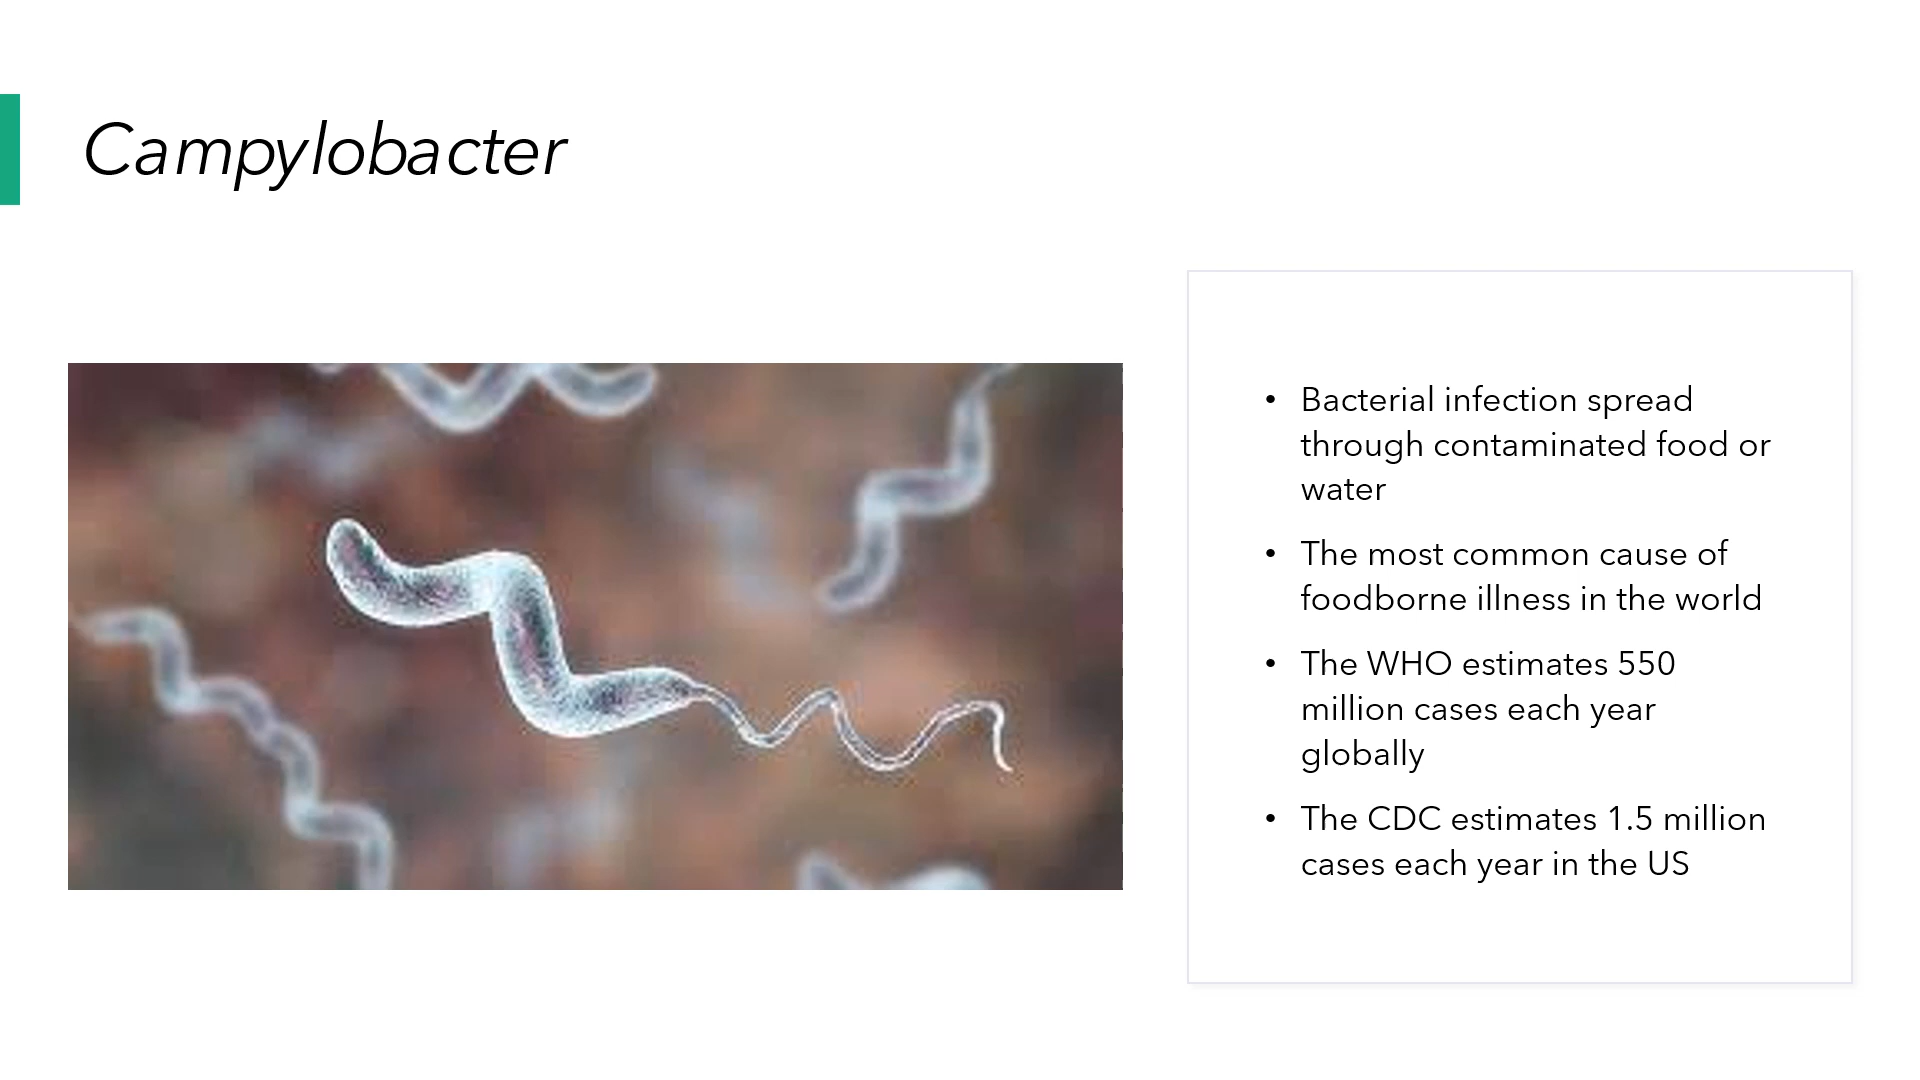 Campylobacter
• Bacterial infection spread
through contaminated food or
water
• The most common cause of
foodborne illness in the world
• The WHO estimates 550
million cases each year
globally
• The CDC estimates 1.5 million
cases each year in the US